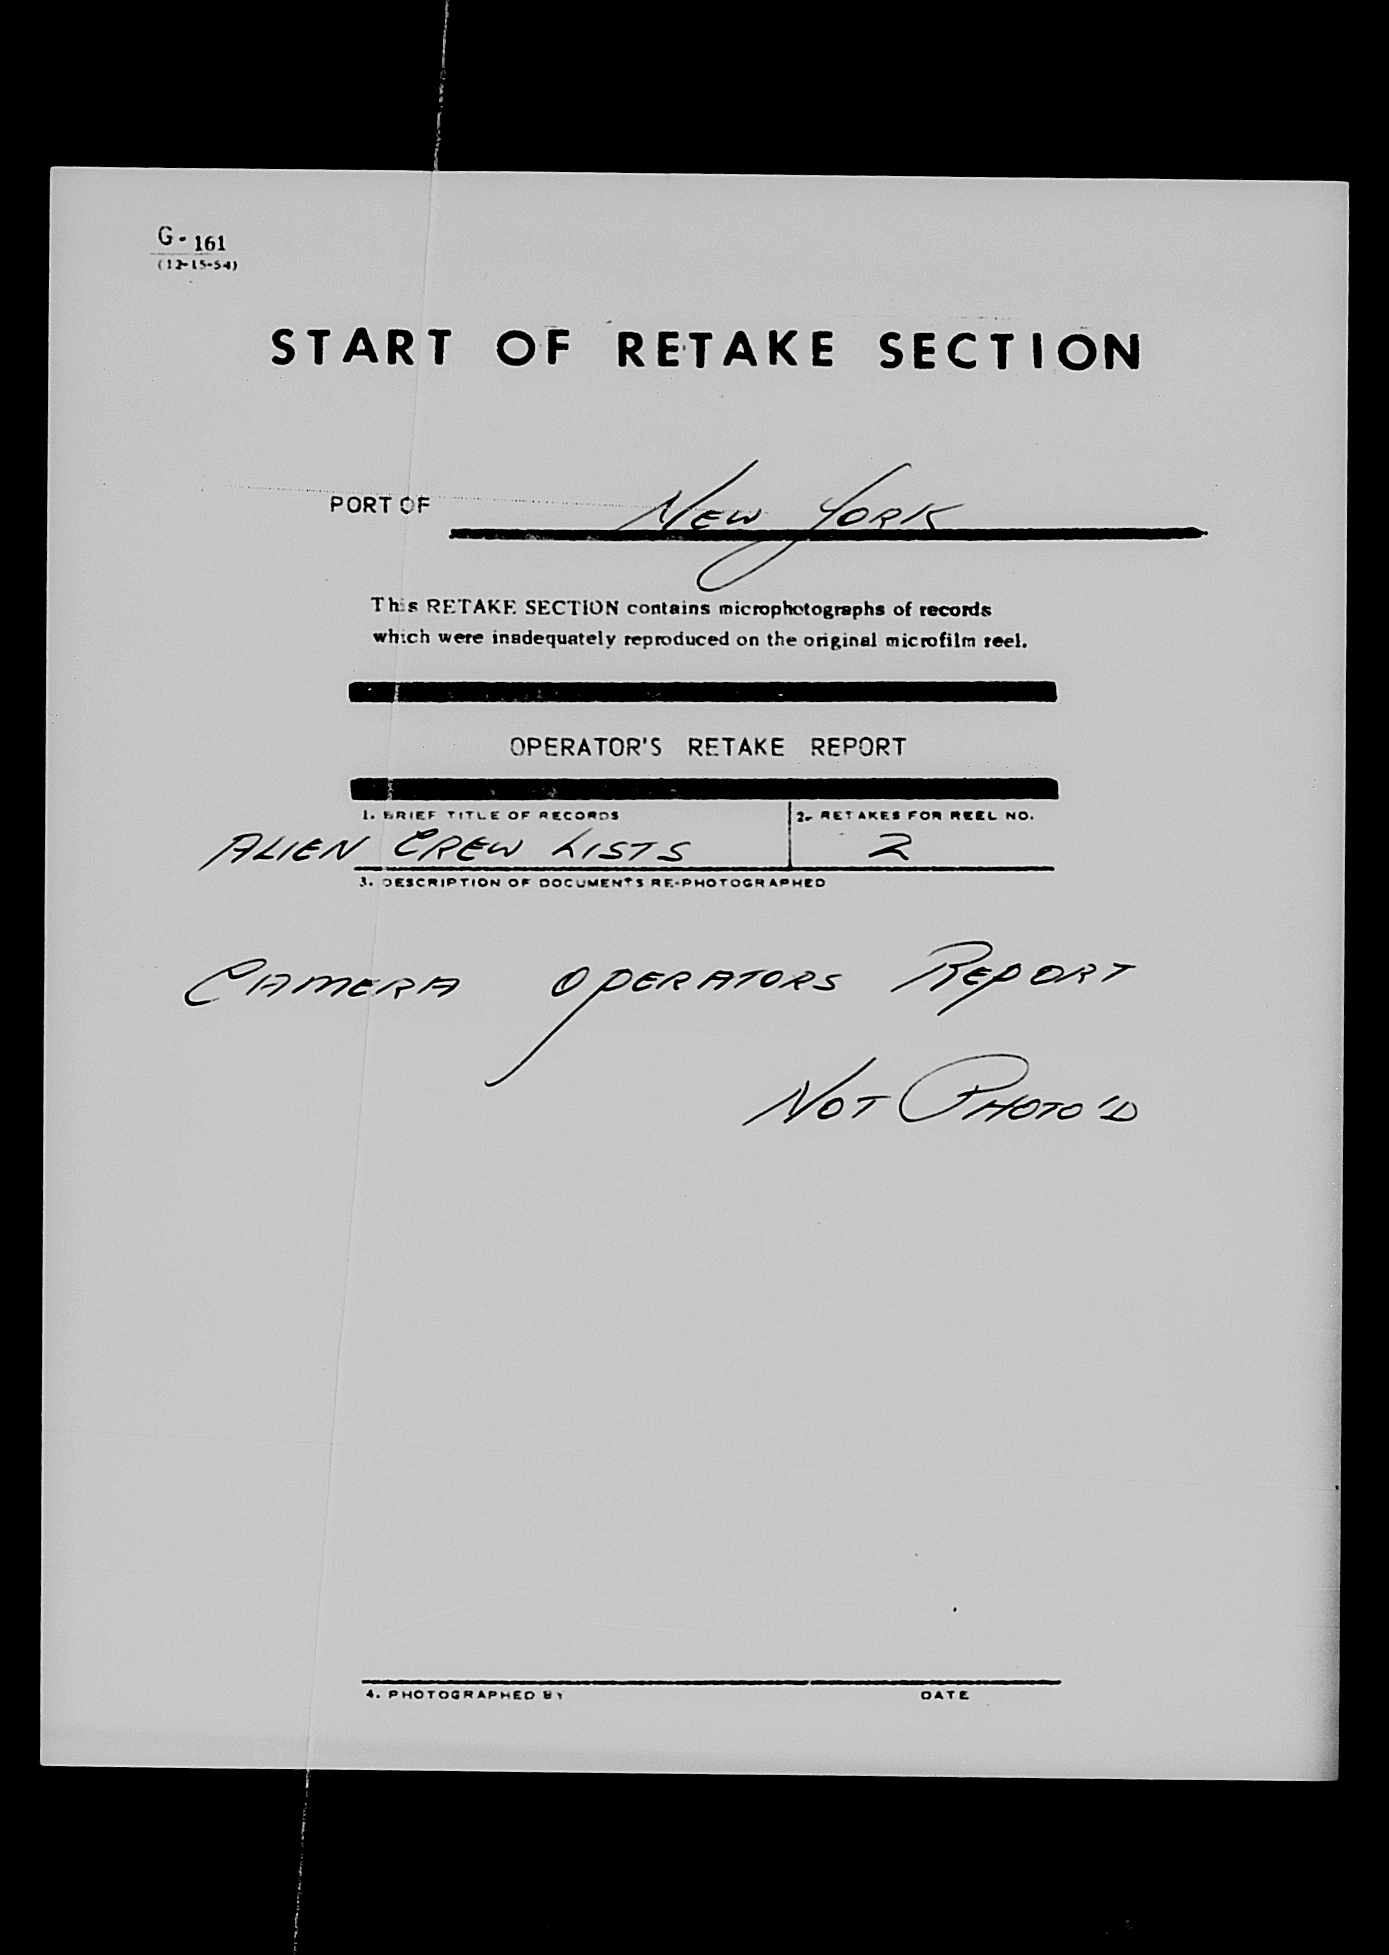 G-161
(12-15-54)
START OF RETAKE SECTION
PORT OF NEW YORK
This RETAKE SECTION contains microphotographs of records
which were inadequately reproduced on the original microfilm reel.
OPERATOR'S RETAKE REPORT
1. BRIEF TITLE OF RECORDS
2. RETAKES FOR REEL NO.
ALIEN CREW LISTS
2
3. DESCRIPTION OF DOCUMENTS RE-PHOTOGRAPHED
CAMERA OPERATORS REPORT
NOT PHOTO'D
4. PHOTOGRAPHED BY
DATE